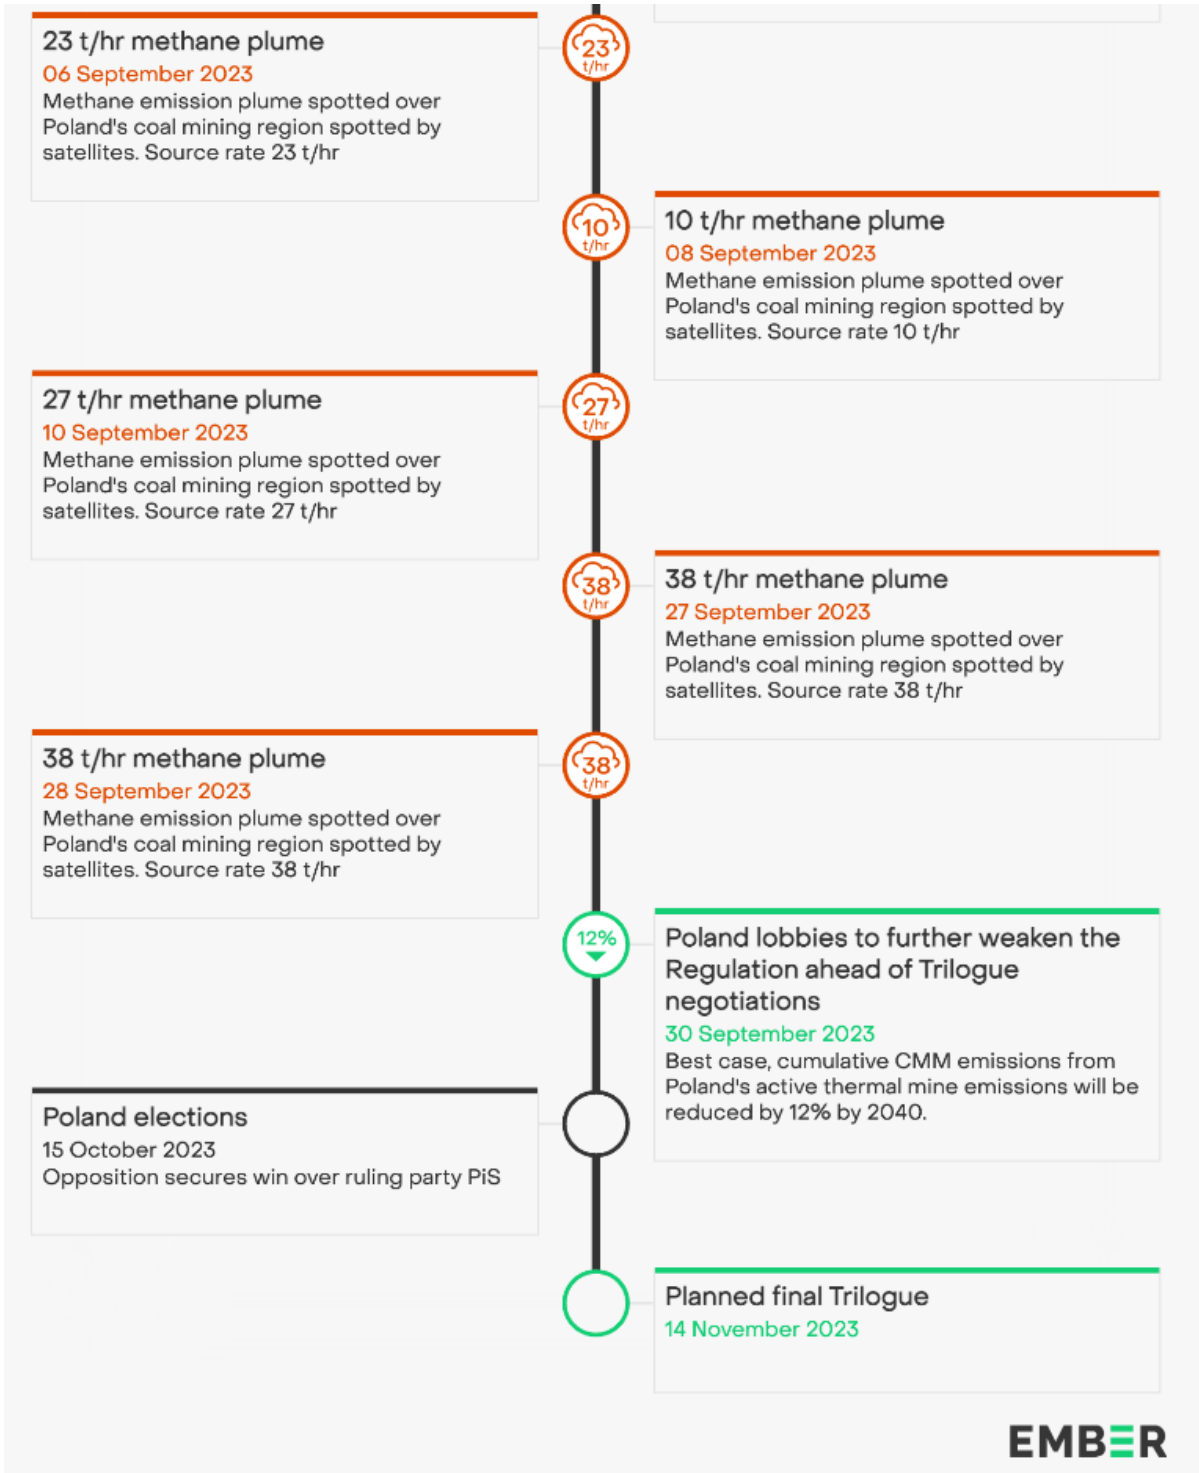 23 t/hr methane plume
06 September 2023
Methane emission plume spotted over
Poland's coal mining region spotted by
satellites. Source rate 23 t/hr
23
t/hr
10
t/hr
10 t/hr methane plume
08 September 2023
Methane emission plume spotted over
Poland's coal mining region spotted by
satellites. Source rate 10 t/hr
27 t/hr methane plume
10 September 2023
Methane emission plume spotted over
Poland's coal mining region spotted by
satellites. Source rate 27 t/hr
27
t/hr
38
t/hr
38 t/hr methane plume
27 September 2023
Methane emission plume spotted over
Poland's coal mining region spotted by
satellites. Source rate 38 t/hr
38 t/hr methane plume
28 September 2023
Methane emission plume spotted over
Poland's coal mining region spotted by
satellites. Source rate 38 t/hr
38
t/hr
12%
Poland lobbies to further weaken the
Regulation ahead of Trilogue
negotiations
30 September 2023
Best case, cumulative CMM emissions from
Poland's active thermal mine emissions will be
reduced by 12% by 2040.
Poland elections
15 October 2023
Opposition secures win over ruling party PiS
Planned final Trilogue
14 November 2023
EMBER